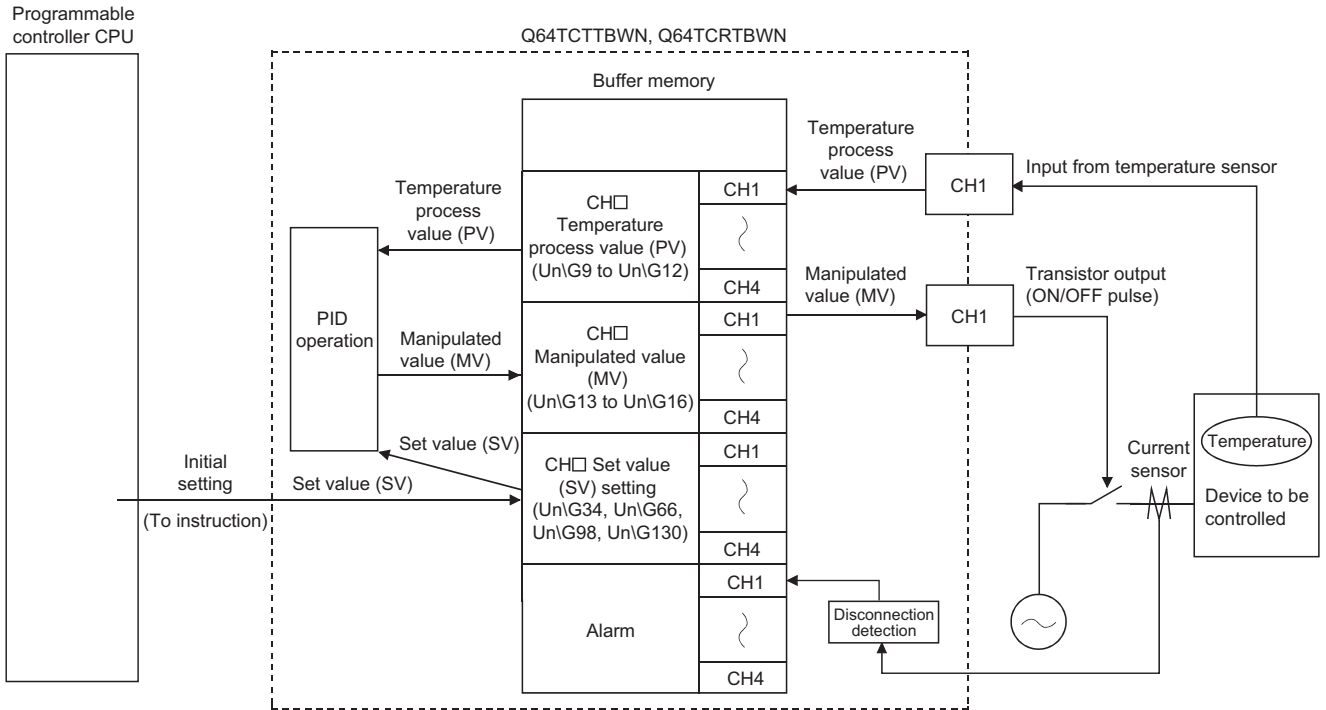 Programmable
controller CPU
Q64TCTTBWN, Q64TCRTBWN
Buffer memory
Temperature
process
value (PV)
CH1
Input from temperature sensor
Temperature
process
value (PV)
CH□
Temperature
process value (PV)
(Un\G9 to Un\G12)
CH1
CH4
PID
operation
Manipulated
value (MV)
CH□
Manipulated value
(MV)
(Un\G13 to Un\G16)
CH1
CH4
Manipulated
value (MV)
CH1
Transistor output
(ON/OFF pulse)
Set value (SV)
Initial
setting
(To instruction)
Set value (SV)
CH□ Set value
(SV) setting
(Un\G34, Un\G66,
Un\G98, Un\G130)
CH1
CH4
Current
sensor
Temperature
Device to be
controlled
Alarm
CH1
CH4
Disconnection
detection